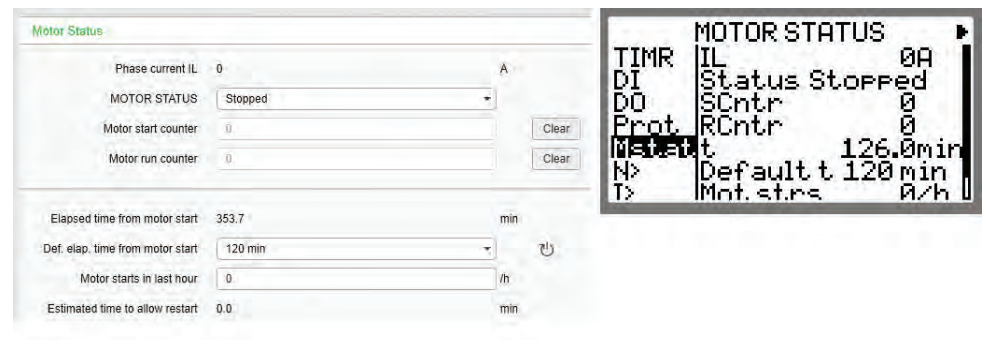 Motor Status
Phase current IL 0 A
MOTOR STATUS Stopped
Motor start counter 0 Clear
Motor run counter 0 Clear
Elapsed time from motor start 353.7 min
Def. elap. time from motor start 120 min
Motor starts in last hour 0 /h
Estimated time to allow restart 0.0 min
MOTOR STATUS
TIMR IL 0A
DI Status Stopped
DO SCntr 0
Prot RCntr 0
Mstat t 126.0min
N> Default t 120 min
I> Mot.strs 0/h